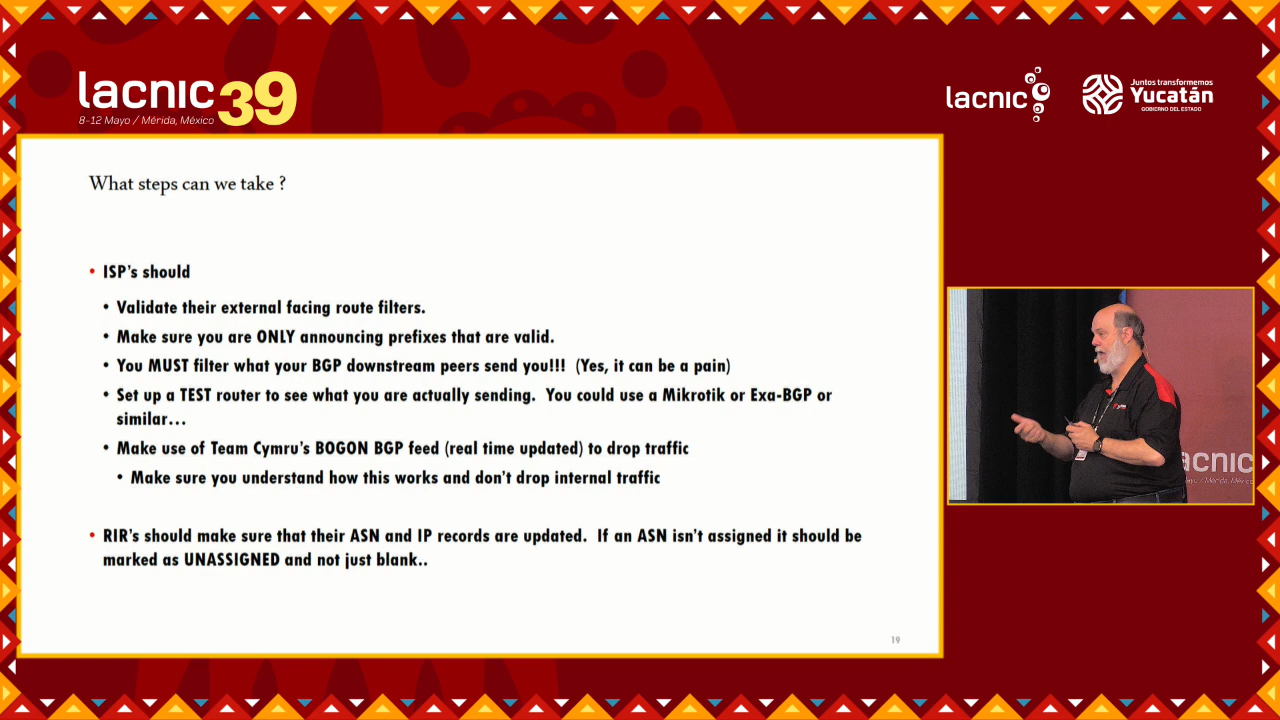 lacnic 39
8-12 Mayo / Mérida, México
lacnic
Juntos transformemos
Yucatán
GOBIERNO DEL ESTADO
What steps can we take ?
• ISP's should
• Validate their external facing route filters.
• Make sure you are ONLY announcing prefixes that are valid.
• You MUST filter what your BGP downstream peers send you!!! (Yes, it can be a pain)
• Set up a TEST router to see what you are actually sending. You could use a Mikrotik or Exa-BGP or
similar...
• Make use of Team Cymru's BOGON BGP feed (real time updated) to drop traffic
• Make sure you understand how this works and don't drop internal traffic
• RIR's should make sure that their ASN and IP records are updated. If an ASN isn't assigned it should be
marked as UNASSIGNED and not just blank..
19
acnic
Mérida, México